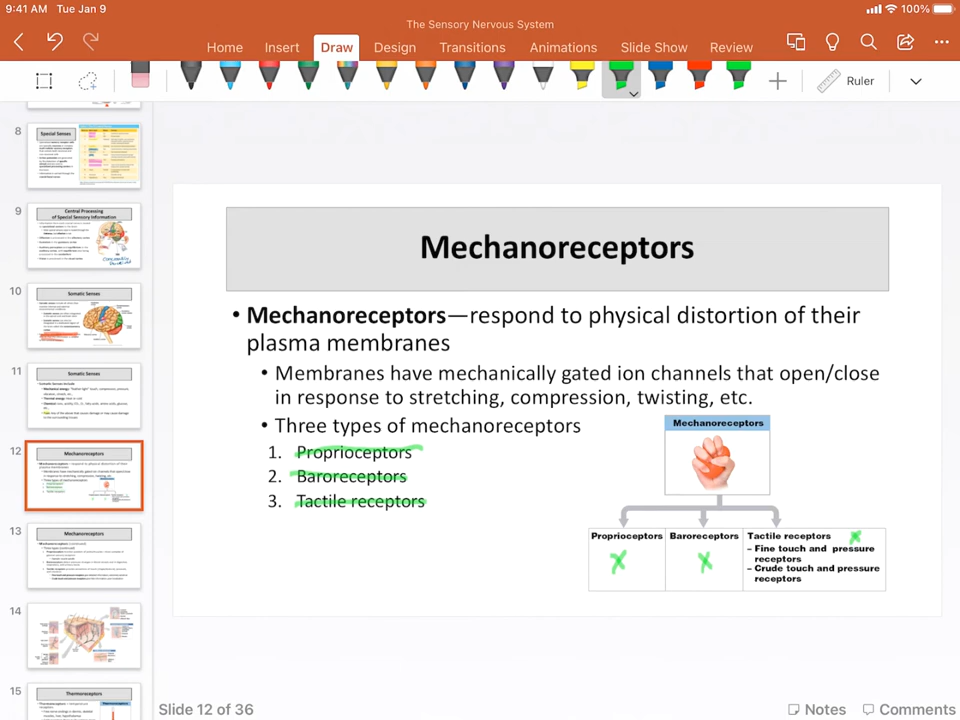 9:41 AM Tue Jan 9
100%
The Sensory Nervous System
Home Insert Draw Design Transitions Animations Slide Show Review
Ruler
8
Special Senses
9
Central Processing
of Special Sensory Information
10
Somatic Senses
11
Somatic Senses
12
Mechanoreceptors
13
Mechanoreceptors
14
15
Thermoreceptors
Mechanoreceptors
• Mechanoreceptors—respond to physical distortion of their
plasma membranes
• Membranes have mechanically gated ion channels that open/close
in response to stretching, compression, twisting, etc.
• Three types of mechanoreceptors
1. Proprioceptors
2. Baroreceptors
3. Tactile receptors
Mechanoreceptors
Proprioceptors
Baroreceptors
Tactile receptors
– Fine touch and pressure
receptors
– Crude touch and pressure
receptors
Slide 12 of 36
Notes
Comments